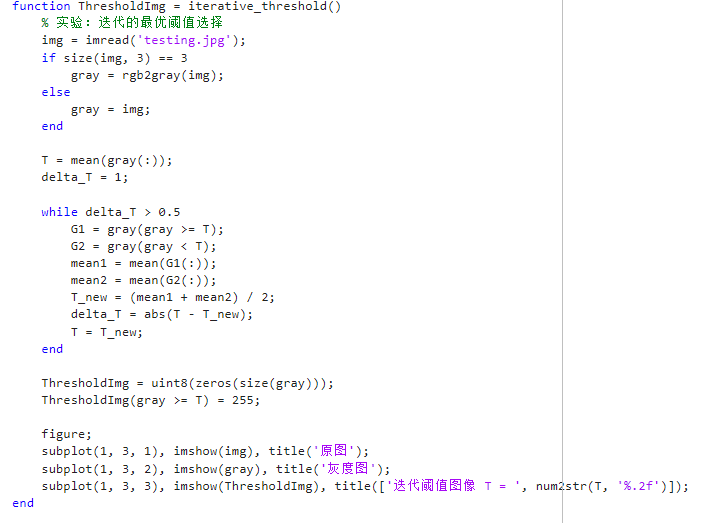 function ThresholdImg = iterative_threshold()
    % 实验：迭代的最优阈值选择
    img = imread('testing.jpg');
    if size(img, 3) == 3
        gray = rgb2gray(img);
    else
        gray = img;
    end

    T = mean(gray(:));
    delta_T = 1;

    while delta_T > 0.5
        G1 = gray(gray >= T);
        G2 = gray(gray < T);
        mean1 = mean(G1(:));
        mean2 = mean(G2(:));
        T_new = (mean1 + mean2) / 2;
        delta_T = abs(T - T_new);
        T = T_new;
    end

    ThresholdImg = uint8(zeros(size(gray)));
    ThresholdImg(gray >= T) = 255;

    figure;
    subplot(1, 3, 1), imshow(img), title('原图');
    subplot(1, 3, 2), imshow(gray), title('灰度图');
    subplot(1, 3, 3), imshow(ThresholdImg), title(['迭代阈值图像 T = ', num2str(T, '%.2f')]);
end